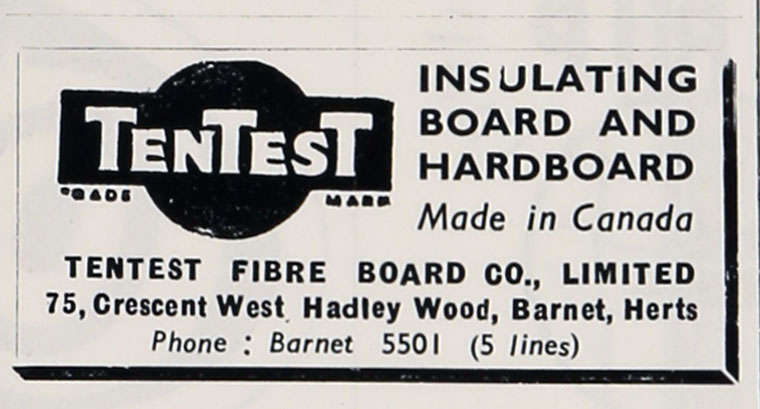 TENTEST
TRADE MARK
INSULATING
BOARD AND
HARDBOARD
Made in Canada
TENTEST FIBRE BOARD CO., LIMITED
75, Crescent West, Hadley Wood, Barnet, Herts
Phone : Barnet 5501 (5 lines)